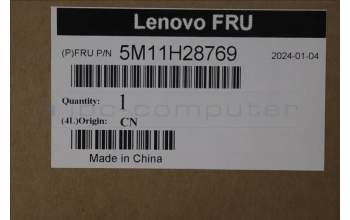 Lenovo FRU
(P)FRU P/N 5M11H28769 2024-01-04
Quantity: 1
(4L)Origin: CN
Made in China